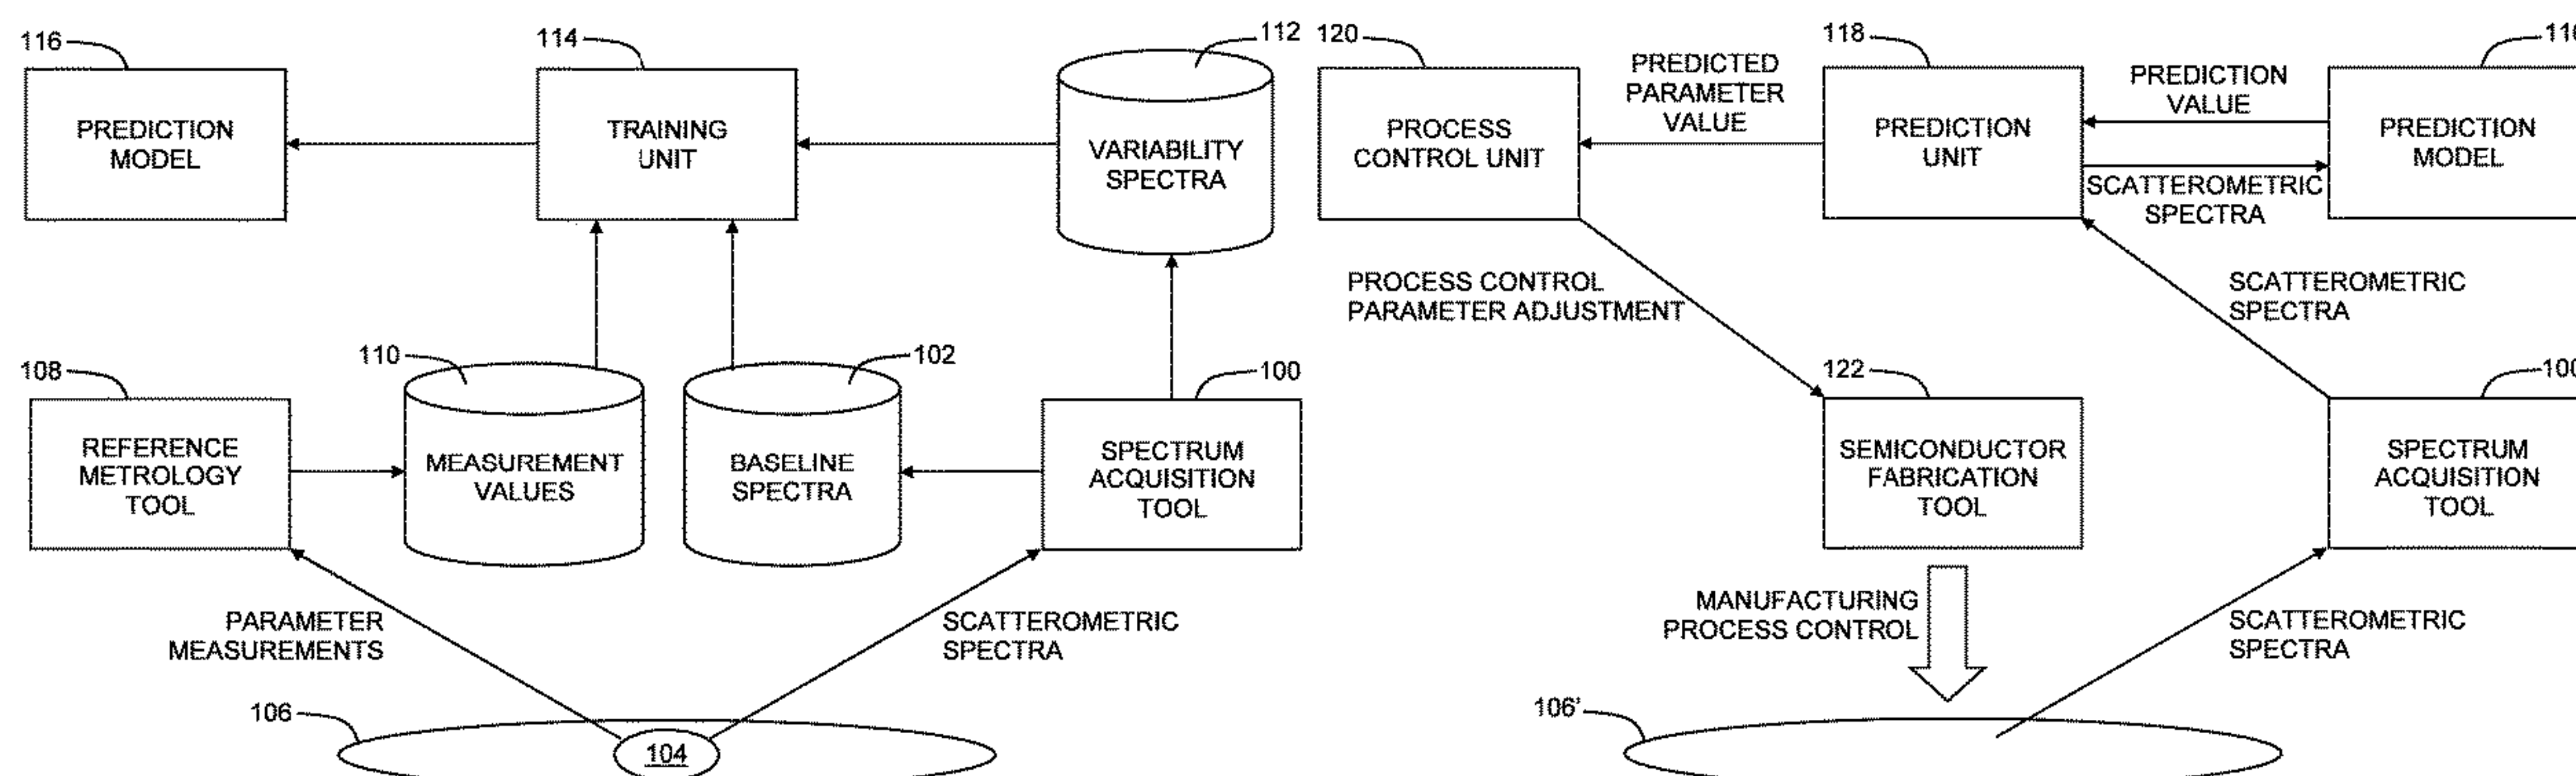 116
PREDICTION
MODEL
114
TRAINING
UNIT
112
VARIABILITY
SPECTRA
108
REFERENCE
METROLOGY
TOOL
110
MEASUREMENT
VALUES
102
BASELINE
SPECTRA
100
SPECTRUM
ACQUISITION
TOOL
PARAMETER
MEASUREMENTS
SCATTEROMETRIC
SPECTRA
106
104
120
PROCESS
CONTROL UNIT
PREDICTED
PARAMETER
VALUE
118
PREDICTION
UNIT
PREDICTION
VALUE
SCATTEROMETRIC
SPECTRA
PREDICTION
MODEL
PROCESS CONTROL
PARAMETER ADJUSTMENT
SCATTEROMETRIC
SPECTRA
122
SEMICONDUCTOR
FABRICATION
TOOL
SPECTRUM
ACQUISITION
TOOL
MANUFACTURING
PROCESS CONTROL
SCATTEROMETRIC
SPECTRA
106'